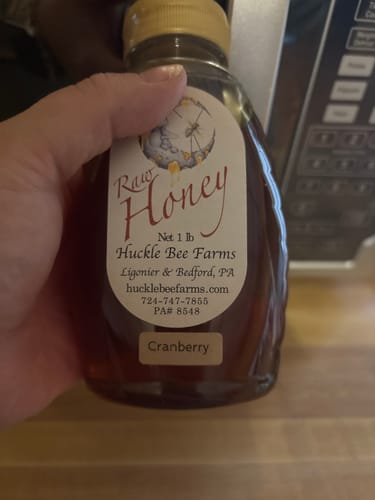 Raw
Honey
Net 1 lb
Huckle Bee Farms
Ligonier & Bedford, PA
hucklebeefarms.com
724-747-7855
PA# 8548
Cranberry